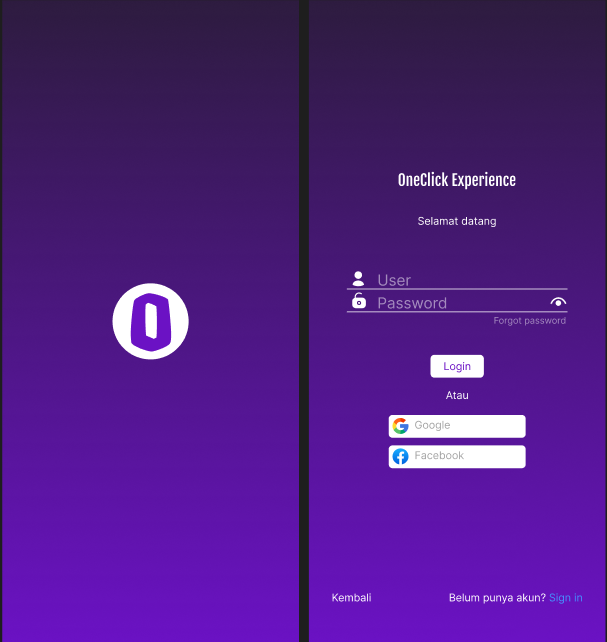 OneClick Experience
Selamat datang
User
Password
Forgot password
Login
Atau
Google
Facebook
Kembali
Belum punya akun? Sign in